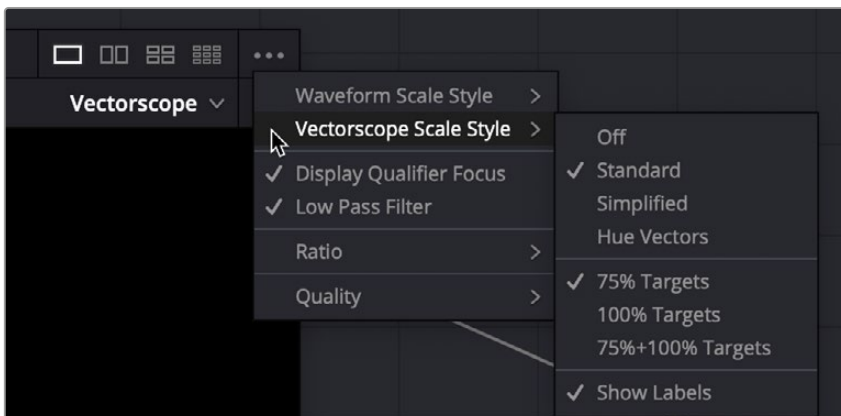 Vectorscope
Waveform Scale Style
Vectorscope Scale Style
Display Qualifier Focus
Low Pass Filter
Ratio
Quality
Off
Standard
Simplified
Hue Vectors
75% Targets
100% Targets
75%+100% Targets
Show Labels